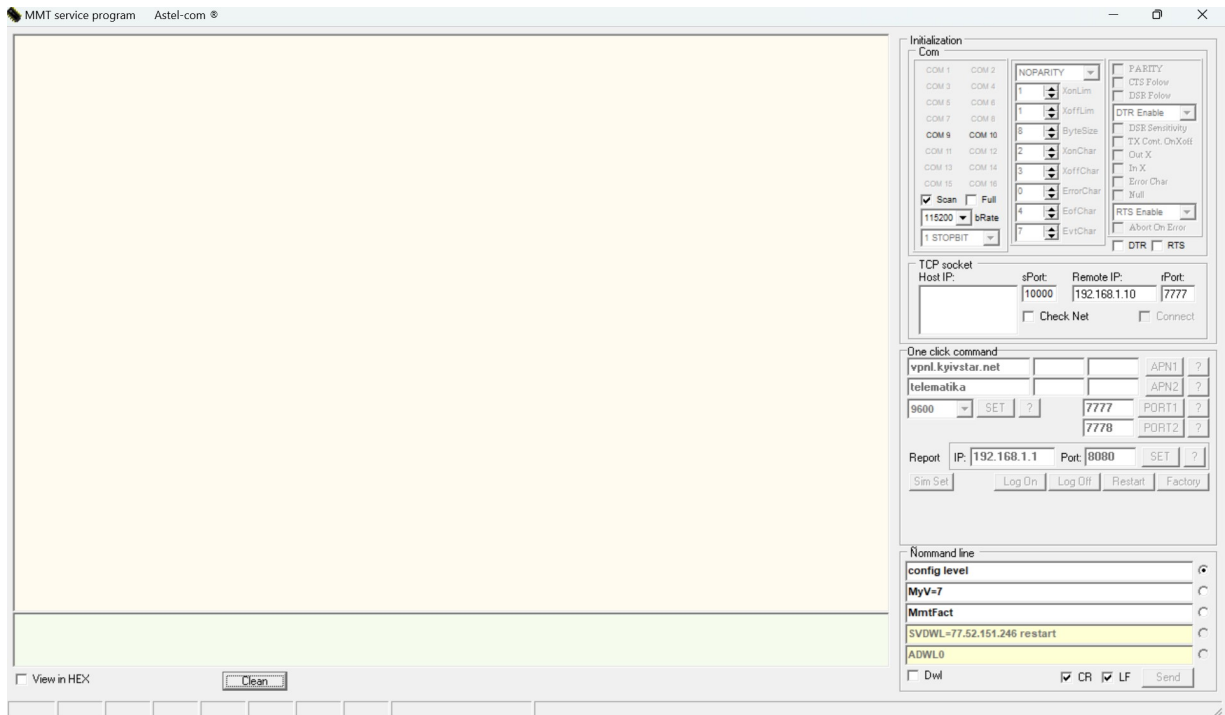 MMT service program Astel-com ®
Initialization
Com
COM 1 COM 2
COM 3 COM 4
COM 5 COM 6
COM 7 COM 8
COM 9 COM 10
COM 11 COM 12
COM 13 COM 14
COM 15 COM 16
Scan Full
115200 bRate
1 STOPBIT
NOPARITY
1 XonLim
1 XoffLim
8 ByteSize
2 XonChar
3 XoffChar
0 ErrorChar
4 EofChar
7 EvtChar
PARITY
CTS Folow
DSR Folow
DTR Enable
DSR Sensitivity
TX Cont. OnXoff
Out X
In X
Error Char
Null
RTS Enable
Abort On Error
DTR RTS
TCP socket
Host IP: sPort: Remote IP: rPort:
10000 192.168.1.10 7777
Check Net Connect
One click command
vpnl.kyivstar.net APN1 ?
telematika APN2 ?
9600 SET ? 7777 PORT1 ?
7778 PORT2 ?
Report IP: 192.168.1.1 Port: 8080 SET ?
Sim Set Log On Log Off Restart Factory
Ñommand line
config level
MyV=7
MmtFact
SVDWL=77.52.151.246 restart
ADWL0
Dwl CR LF Send
View in HEX Clean